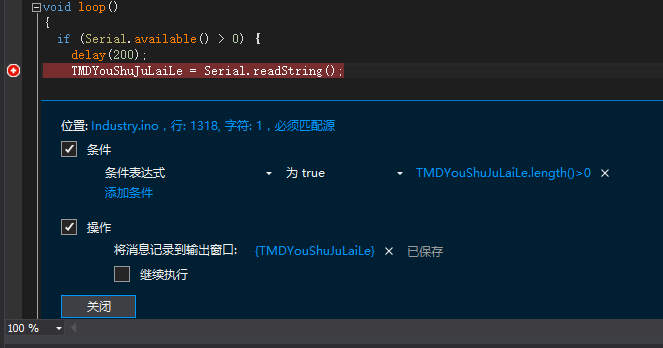 void loop()
{
if (Serial.available() > 0) {
delay(200);
TMDYouShuJuLaiLe = Serial.readString();
位置: Industry.ino，行: 1318, 字符: 1，必须匹配源
条件
条件表达式 为 true TMDYouShuJuLaiLe.length()>0 ×
添加条件
操作
将消息记录到输出窗口: {TMDYouShuJuLaiLe} × 已保存
继续执行
关闭
100 %